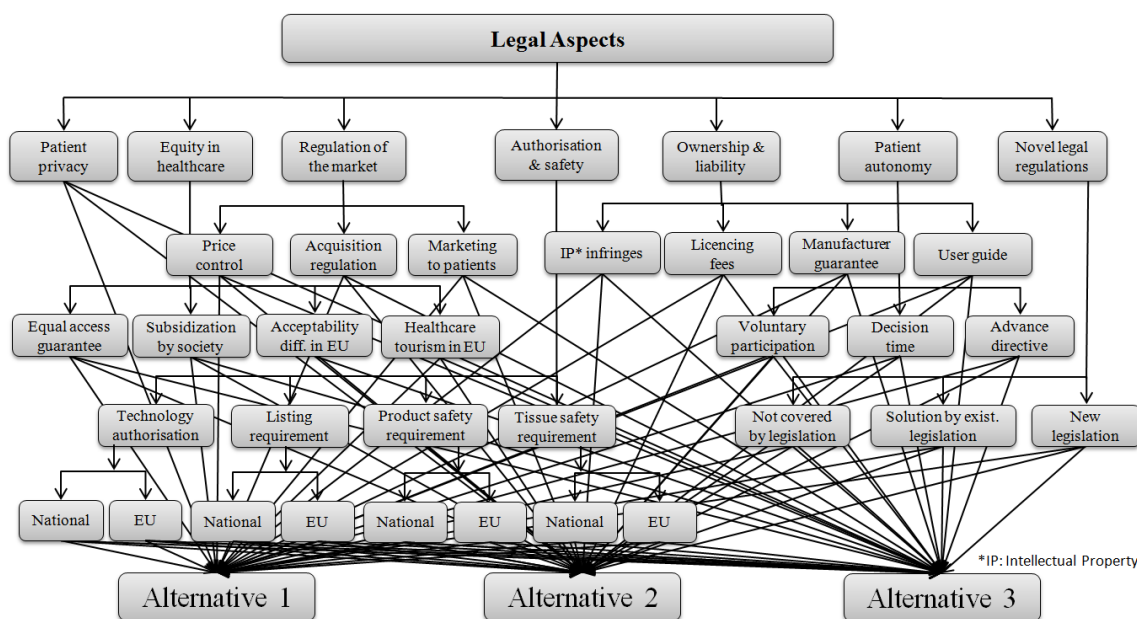 Legal Aspects
Patient
privacy
Equity in
healthcare
Regulation of
the market
Authorisation
& safety
Ownership &
liability
Patient
autonomy
Novel legal
regulations
Price
control
Acquisition
regulation
Marketing
to patients
IP* infringes
Licencing
fees
Manufacturer
guarantee
User guide
Equal access
guarantee
Subsidization
by society
Acceptability
diff. in EU
Healthcare
tourism in EU
Voluntary
participation
Decision
time
Advance
directive
Technology
authorisation
Listing
requirement
Product safety
requirement
Tissue safety
requirement
Not covered
by legislation
Solution by exist.
legislation
New
legislation
National
EU
National
EU
National
EU
National
EU
*IP: Intellectual Property
Alternative 1
Alternative 2
Alternative 3